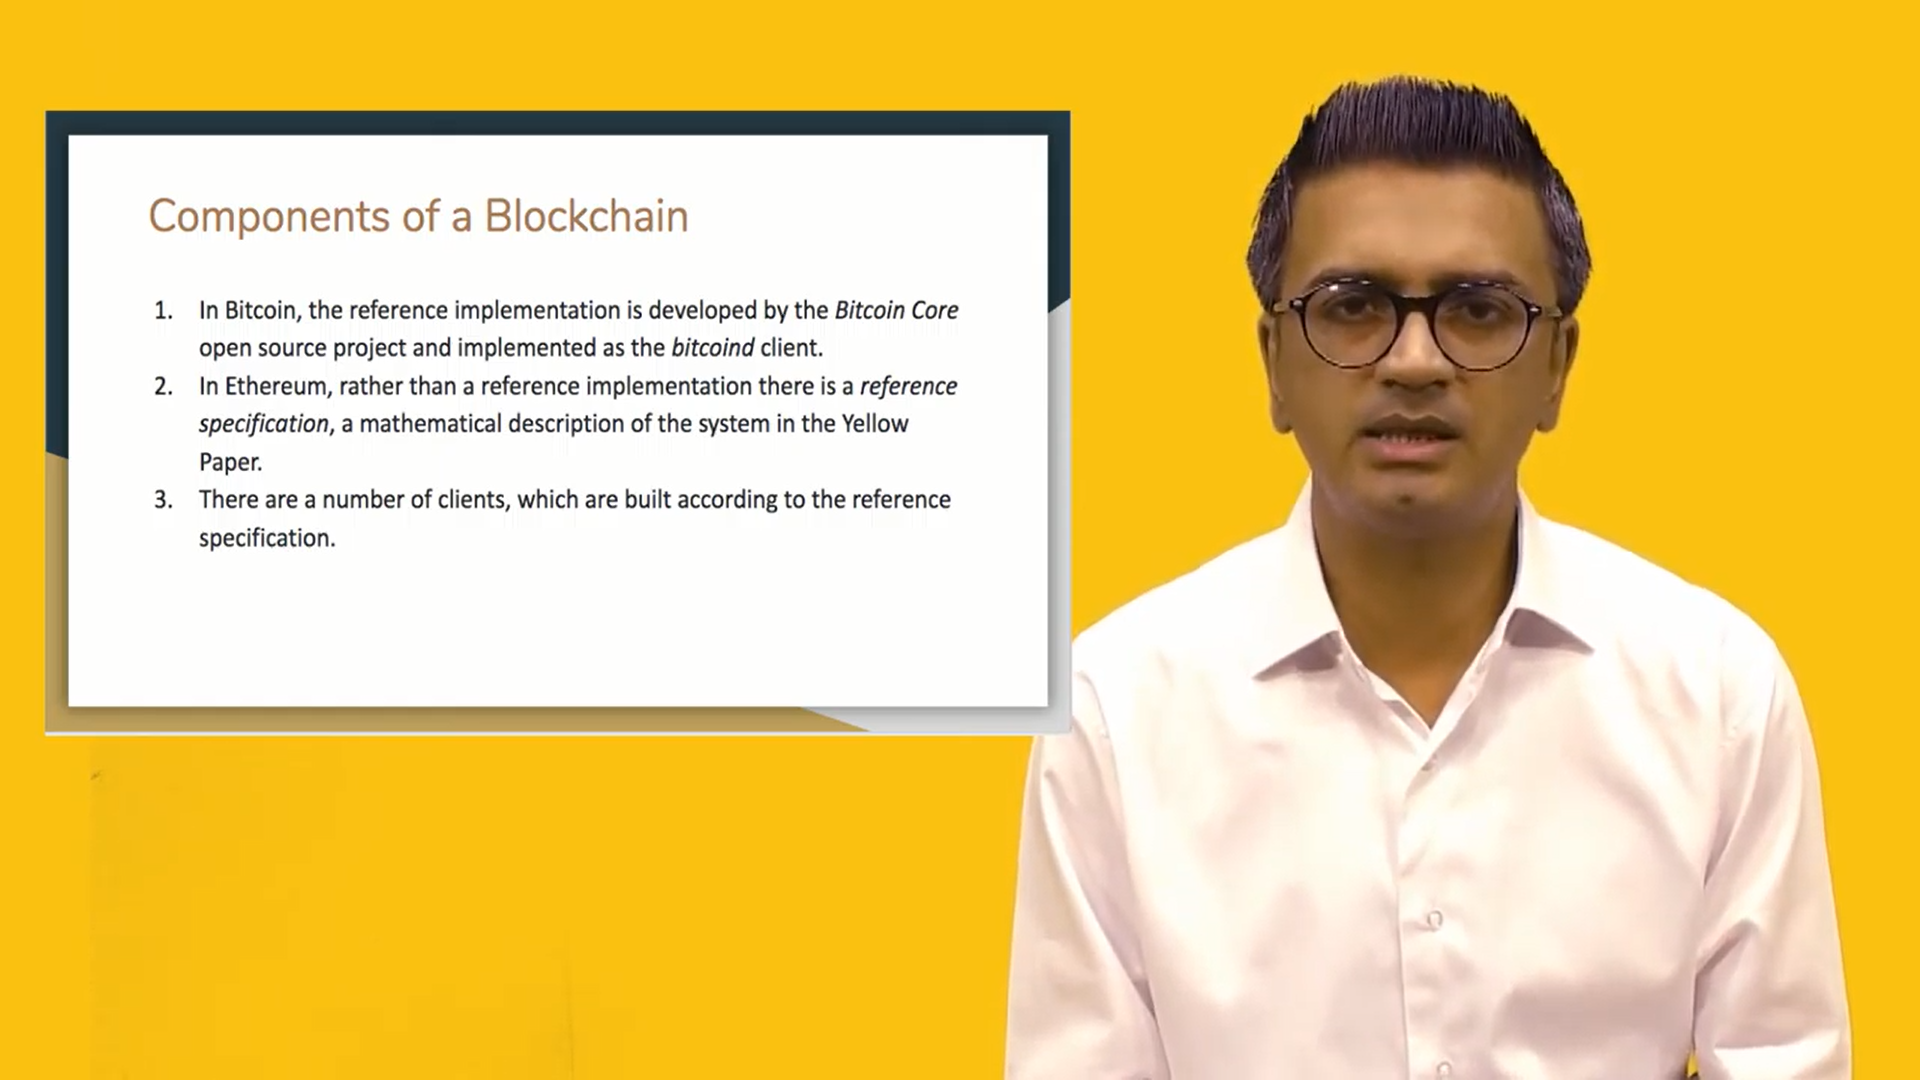 Components of a Blockchain
1. In Bitcoin, the reference implementation is developed by the Bitcoin Core
open source project and implemented as the bitcoind client.
2. In Ethereum, rather than a reference implementation there is a reference
specification, a mathematical description of the system in the Yellow
Paper.
3. There are a number of clients, which are built according to the reference
specification.